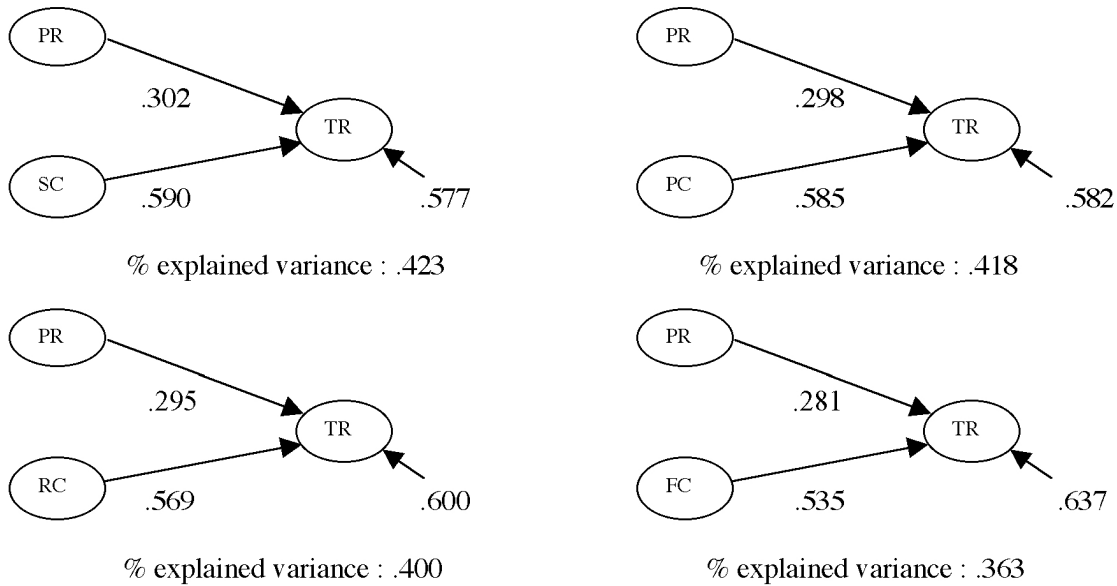 PR
PR
.302
.298
TR
TR
SC
PC
.590
.577
.585
.582
% explained variance : .423
% explained variance : .418
PR
PR
.295
.281
TR
TR
RC
FC
.569
.600
.535
.637
% explained variance : .400
% explained variance : .363